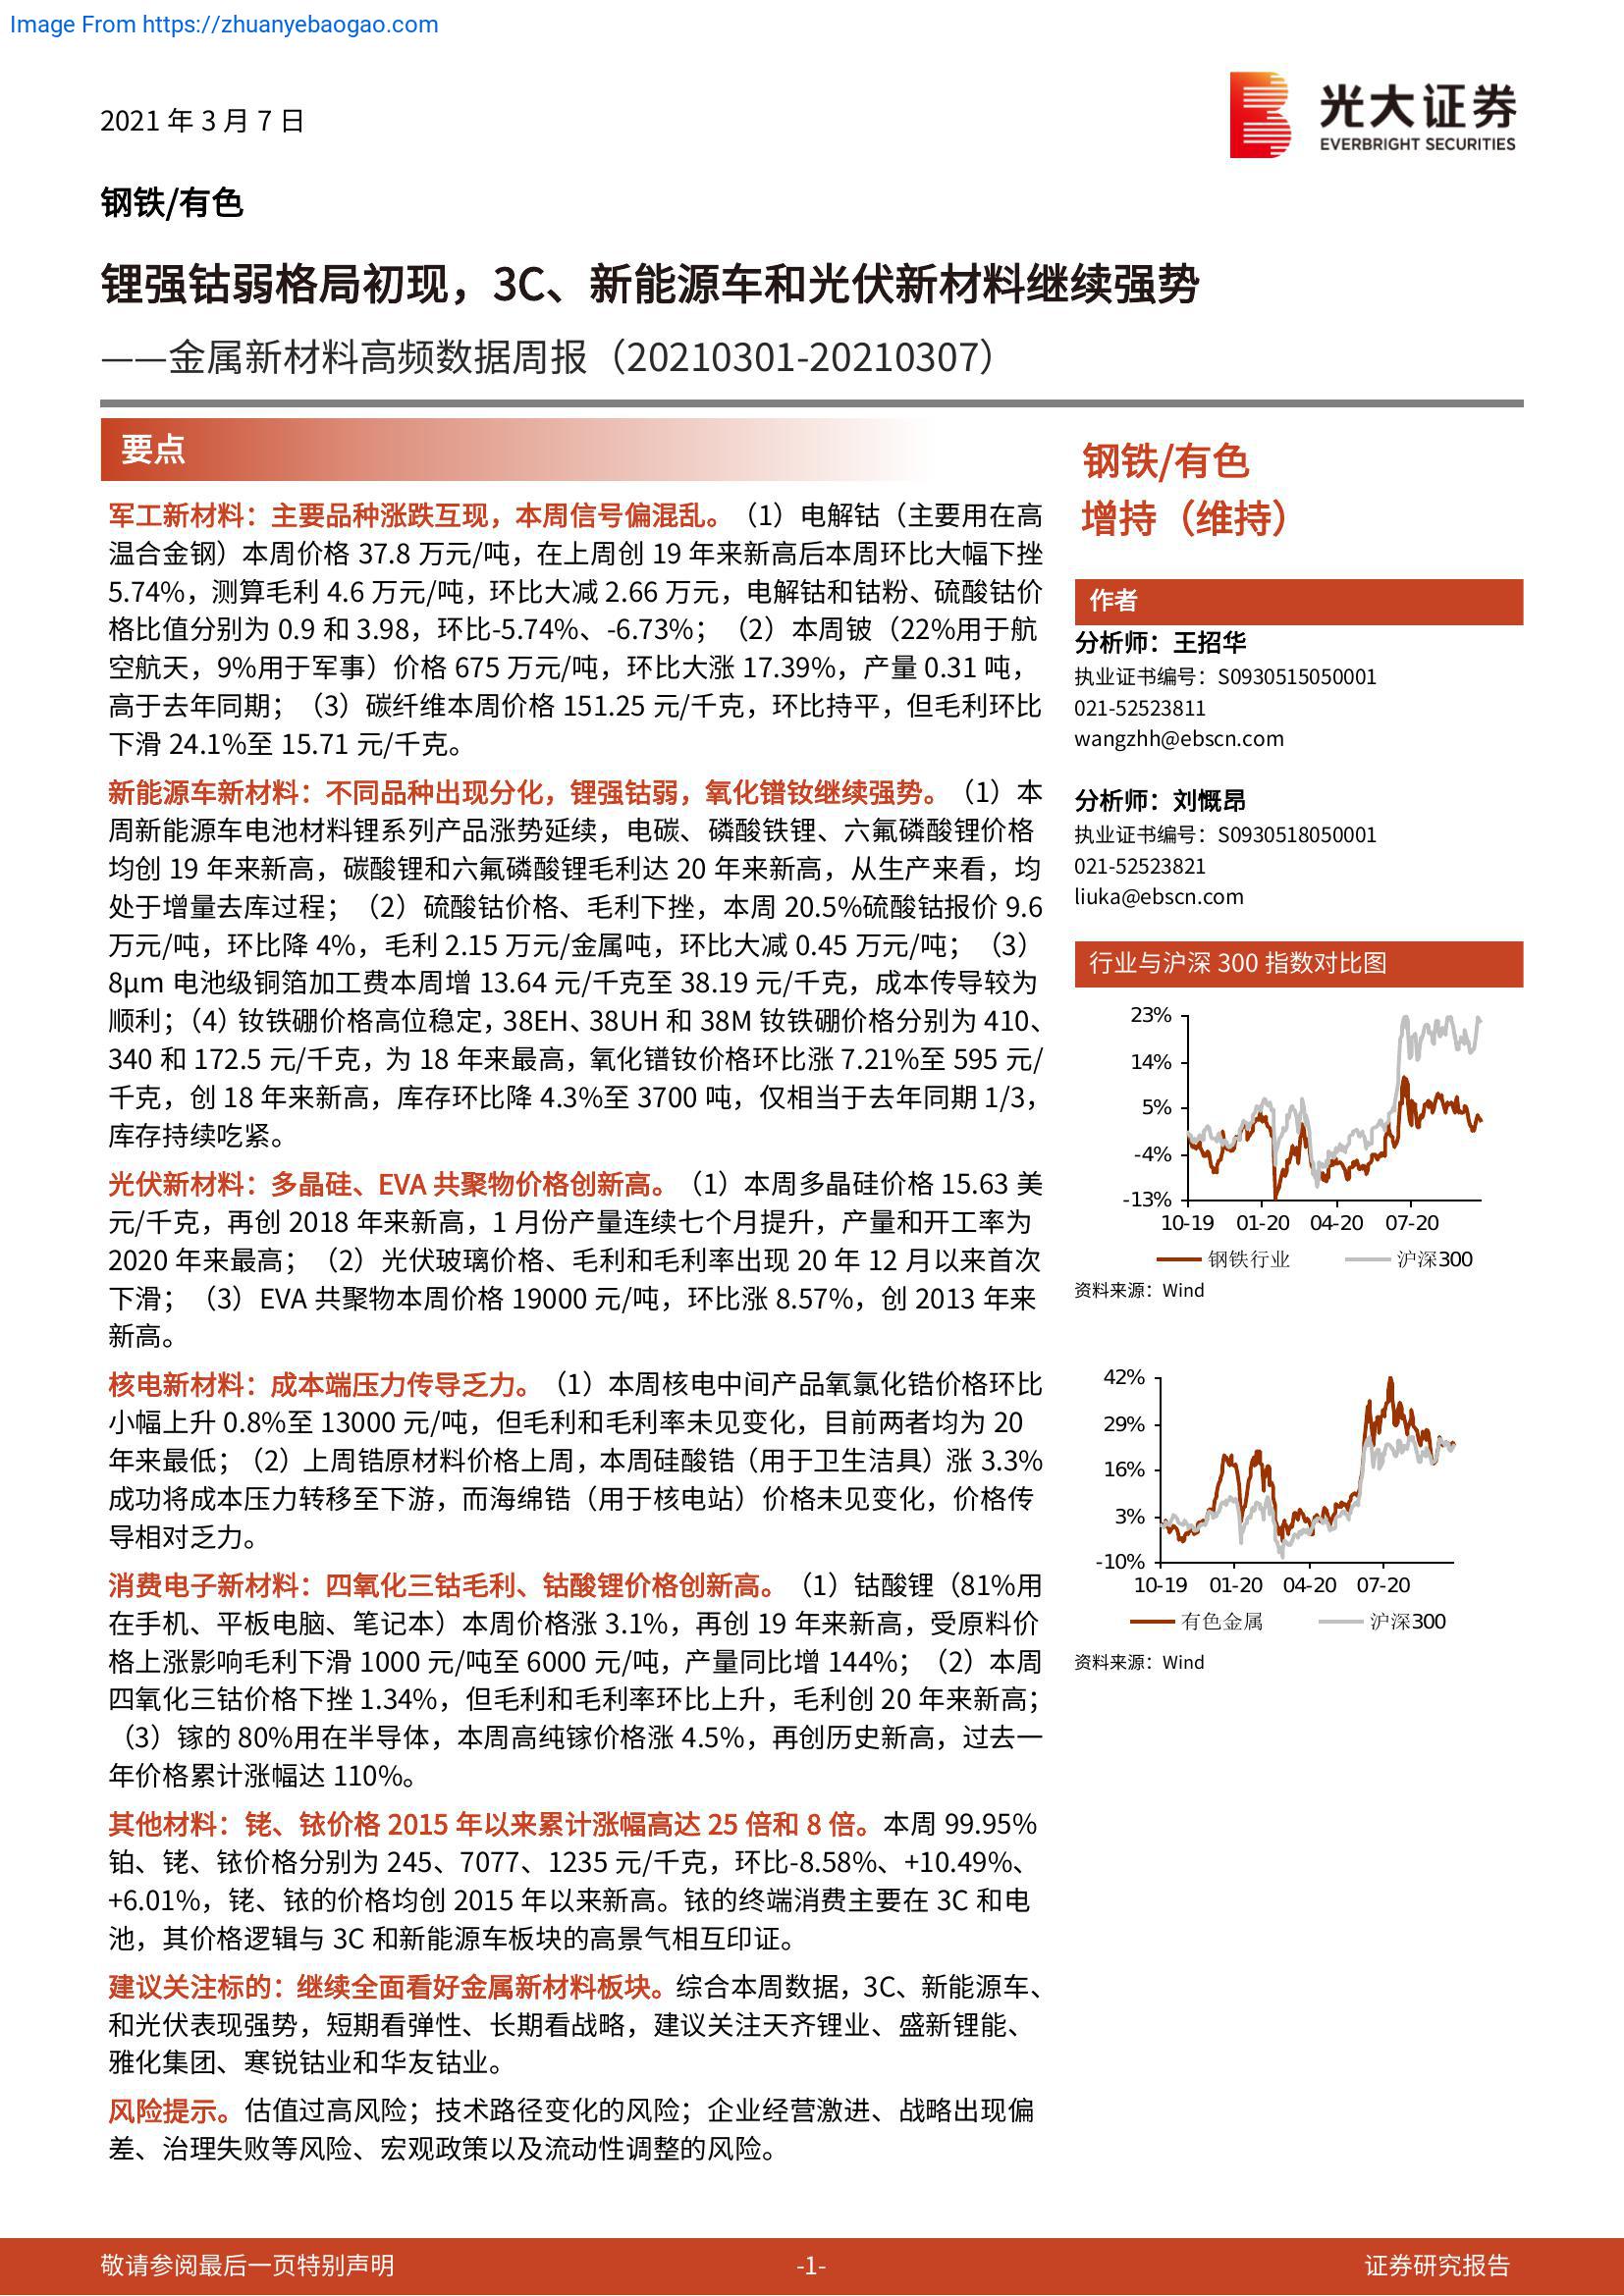 Image From https://zhuanyebaogao.com
2021 年 3 月 7 日
光大证券
EVERBRIGHT SECURITIES
钢铁/有色
锂强钴弱格局初现，3C、新能源车和光伏新材料继续强势
——金属新材料高频数据周报（20210301-20210307）
要点
军工新材料：主要品种涨跌互现，本周信号偏混乱。（1）电解钴（主要用在高
温合金钢）本周价格 37.8 万元/吨，在上周创 19 年来新高后本周环比大幅下挫
5.74%，测算毛利 4.6 万元/吨，环比大减 2.66 万元，电解钴和钴粉、硫酸钴价
格比值分别为 0.9 和 3.98，环比-5.74%、-6.73%；（2）本周铍（22%用于航
空航天，9%用于军事）价格 675 万元/吨，环比大涨 17.39%，产量 0.31 吨，
高于去年同期；（3）碳纤维本周价格 151.25 元/千克，环比持平，但毛利环比
下滑 24.1%至 15.71 元/千克。
新能源车新材料：不同品种出现分化，锂强钴弱，氧化镨钕继续强势。（1）本
周新能源车电池材料锂系列产品涨势延续，电碳、磷酸铁锂、六氟磷酸锂价格
均创 19 年来新高，碳酸锂和六氟磷酸锂毛利达 20 年来新高，从生产来看，均
处于增量去库过程；（2）硫酸钴价格、毛利下挫，本周 20.5%硫酸钴报价 9.6
万元/吨，环比降 4%，毛利 2.15 万元/金属吨，环比大减 0.45 万元/吨；（3）
8μm 电池级铜箔加工费本周增 13.64 元/千克至 38.19 元/千克，成本传导较为
顺利；（4）钕铁硼价格高位稳定，38EH、38UH 和 38M 钕铁硼价格分别为 410、
340 和 172.5 元/千克，为 18 年来最高，氧化镨钕价格环比涨 7.21%至 595 元/
千克，创 18 年来新高，库存环比降 4.3%至 3700 吨，仅相当于去年同期 1/3，
库存持续吃紧。
光伏新材料：多晶硅、EVA 共聚物价格创新高。（1）本周多晶硅价格 15.63 美
元/千克，再创 2018 年来新高，1 月份产量连续七个月提升，产量和开工率为
2020 年来最高；（2）光伏玻璃价格、毛利和毛利率出现 20 年 12 月以来首次
下滑；（3）EVA 共聚物本周价格 19000 元/吨，环比涨 8.57%，创 2013 年来
新高。
核电新材料：成本端压力传导乏力。（1）本周核电中间产品氧氯化锆价格环比
小幅上升 0.8%至 13000 元/吨，但毛利和毛利率未见变化，目前两者均为 20
年来最低；（2）上周锆原材料价格上周，本周硅酸锆（用于卫生洁具）涨 3.3%
成功将成本压力转移至下游，而海绵锆（用于核电站）价格未见变化，价格传
导相对乏力。
消费电子新材料：四氧化三钴毛利、钴酸锂价格创新高。（1）钴酸锂（81%用
在手机、平板电脑、笔记本）本周价格涨 3.1%，再创 19 年来新高，受原料价
格上涨影响毛利下滑 1000 元/吨至 6000 元/吨，产量同比增 144%；（2）本周
四氧化三钴价格下挫 1.34%，但毛利和毛利率环比上升，毛利创 20 年来新高；
（3）镓的 80%用在半导体，本周高纯镓价格涨 4.5%，再创历史新高，过去一
年价格累计涨幅达 110%。
其他材料：铑、铱价格 2015 年以来累计涨幅高达 25 倍和 8 倍。本周 99.95%
铂、铑、铱价格分别为 245、7077、1235 元/千克，环比-8.58%、+10.49%、
+6.01%，铑、铱的价格均创 2015 年以来新高。铱的终端消费主要在 3C 和电
池，其价格逻辑与 3C 和新能源车板块的高景气相互印证。
建议关注标的：继续全面看好金属新材料板块。综合本周数据，3C、新能源车、
和光伏表现强势，短期看弹性、长期看战略，建议关注天齐锂业、盛新锂能、
雅化集团、寒锐钴业和华友钴业。
风险提示。估值过高风险；技术路径变化的风险；企业经营激进、战略出现偏
差、治理失败等风险、宏观政策以及流动性调整的风险。
钢铁/有色
增持（维持）
作者
分析师：王招华
执业证书编号：S0930515050001
021-52523811
wangzhh@ebscn.com
分析师：刘慨昂
执业证书编号：S0930518050001
021-52523821
liuka@ebscn.com
行业与沪深 300 指数对比图
23%
14%
5%
-4%
-13%
10-19 01-20 04-20 07-20
钢铁行业 沪深300
资料来源：Wind
42%
29%
16%
3%
-10%
10-19 01-20 04-20 07-20
有色金属 沪深300
资料来源：Wind
敬请参阅最后一页特别声明 -1- 证券研究报告